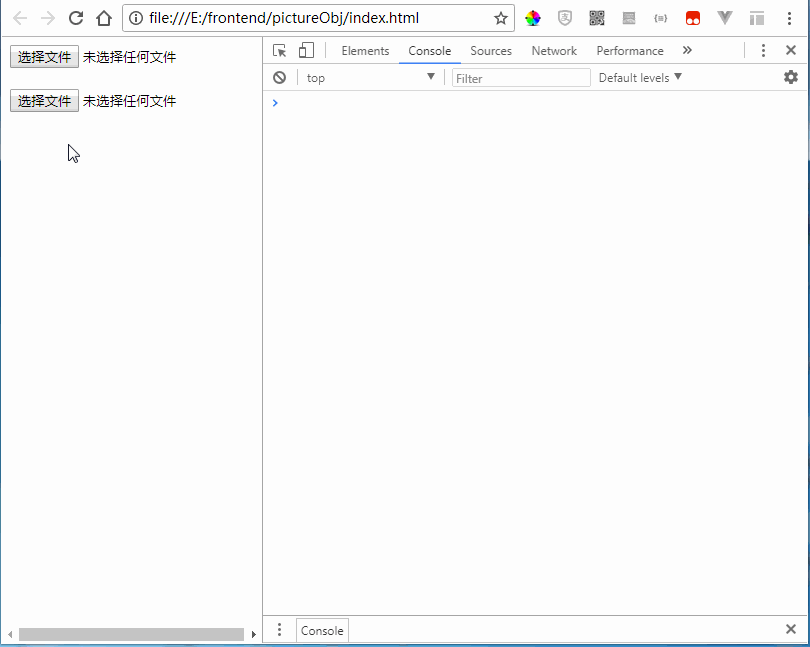 file:///E:/frontend/pictureObj/index.html
选择文件 未选择任何文件
选择文件 未选择任何文件
Elements Console Sources Network Performance »
top Filter Default levels
Console